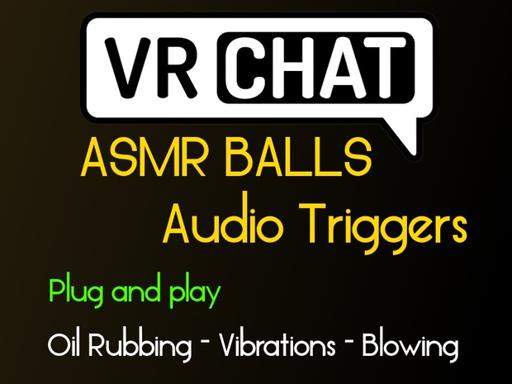 VR CHAT
ASMR BALLS
Audio Triggers
Plug and play
Oil Rubbing - Vibrations - Blowing